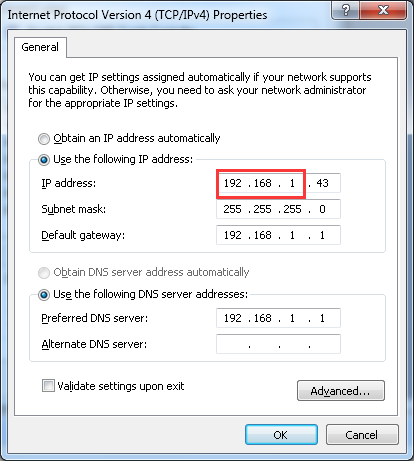 Internet Protocol Version 4 (TCP/IPv4) Properties
General
You can get IP settings assigned automatically if your network supports
this capability. Otherwise, you need to ask your network administrator
for the appropriate IP settings.
Obtain an IP address automatically
Use the following IP address:
IP address: 192 . 168 . 1 . 43
Subnet mask: 255 . 255 . 255 . 0
Default gateway: 192 . 168 . 1 . 1
Obtain DNS server address automatically
Use the following DNS server addresses:
Preferred DNS server: 192 . 168 . 1 . 1
Alternate DNS server: . . .
Validate settings upon exit
Advanced...
OK Cancel